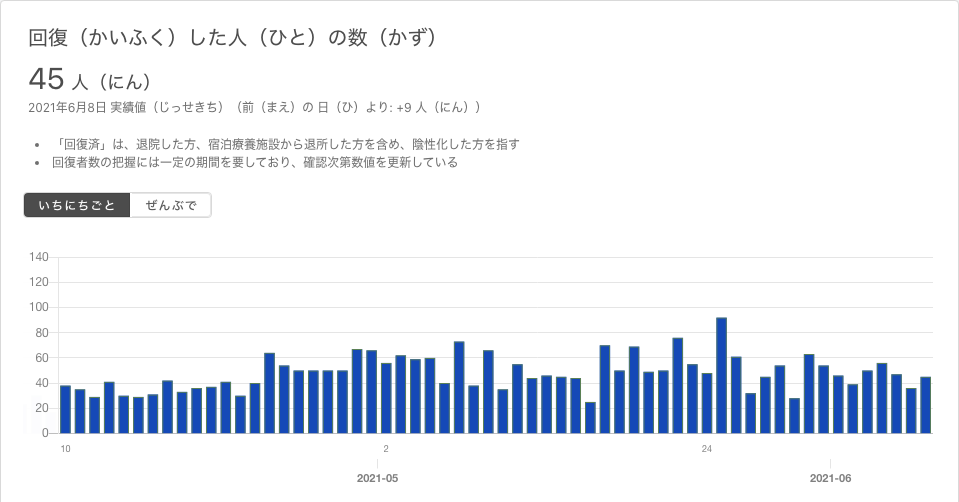 回復（かいふく）した人（ひと）の数（かず）
45 人（にん）
2021年6月8日 実績値（じっせきち）（前（まえ）の 日（ひ）より: +9 人（にん））
• 「回復済」は、退院した方、宿泊療養施設から退所した方を含め、陰性化した方を指す
• 回復者数の把握には一定の期間を要しており、確認次第数値を更新している
いちにちごと ぜんぶで
140
120
100
80
60
40
20
0
10 2 24
2021-05 2021-06